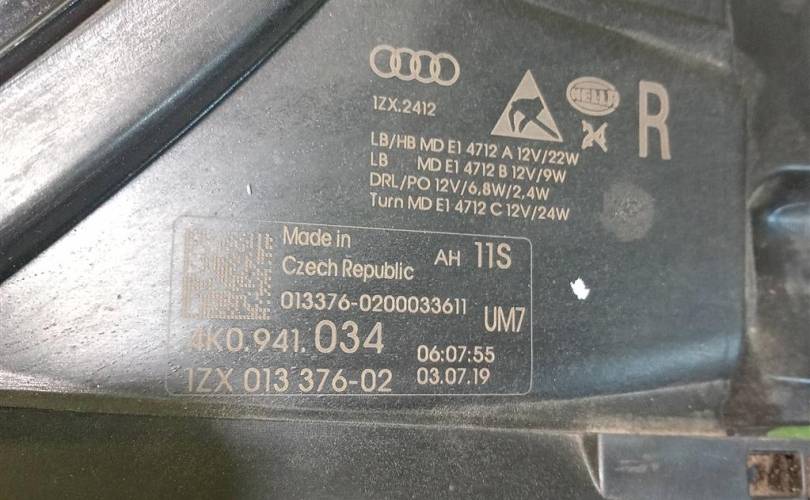 1ZX.2412
HELLA
R
LB/HB MD E1 4712 A 12V/22W
LB MD E1 4712 B 12V/9W
DRL/PO 12V/6,8W/2,4W
Turn MD E1 4712 C 12V/24W
Made in
Czech Republic
AH 11S
013376-0200033611
UM7
4K0.941.034
06:07:55
1ZX 013 376-02
03.07.19